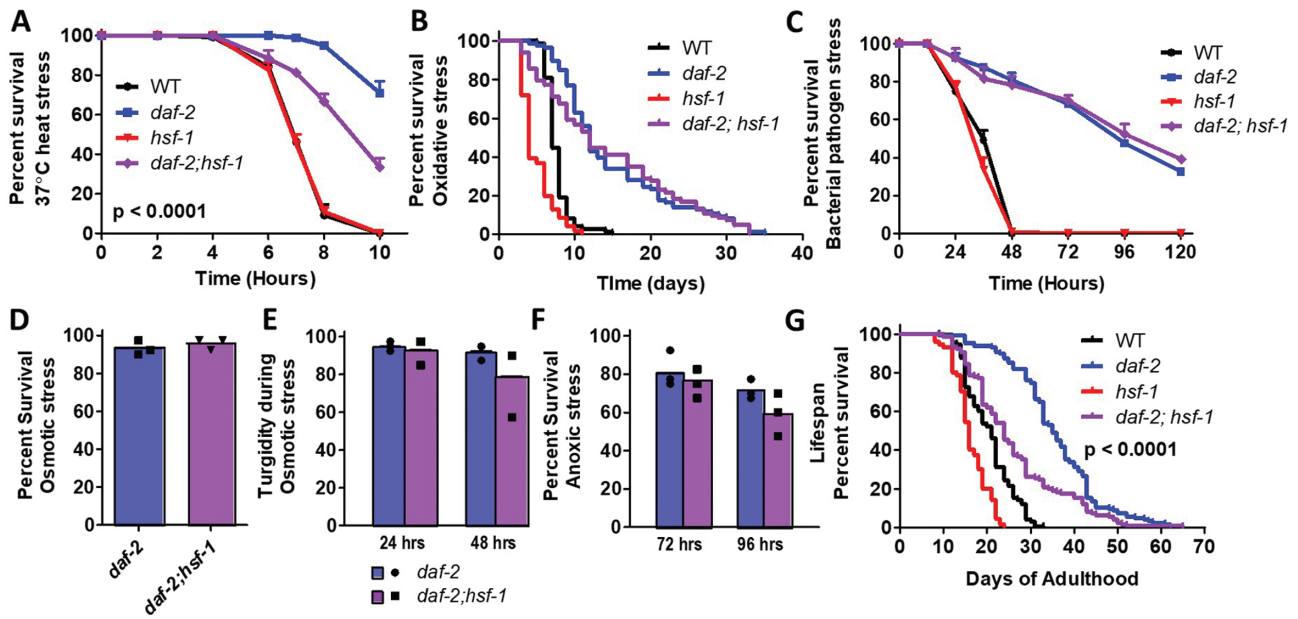 A
Percent survival
37°C heat stress
100
80
60
40
20
0
WT
daf-2
hsf-1
daf-2;hsf-1
p < 0.0001
0 2 4 6 8 10
Time (Hours)
B
Percent survival
Oxidative stress
100
80
60
40
20
0
WT
daf-2
hsf-1
daf-2; hsf-1
0 10 20 30 40
TIme (days)
C
Percent survival
Bacterial pathogen stress
100
80
60
40
20
0
WT
daf-2
hsf-1
daf-2; hsf-1
0 24 48 72 96 120
Time (Hours)
D
Percent Survival
Osmotic stress
100
80
60
40
20
0
daf-2
daf-2;hsf-1
E
Turgidity during
Osmotic stress
100
80
60
40
20
0
24 hrs 48 hrs
daf-2
daf-2;hsf-1
F
Percent Survival
Anoxic stress
100
80
60
40
20
0
72 hrs 96 hrs
G
Lifespan
Percent survival
100
80
60
40
20
0
WT
daf-2
hsf-1
daf-2; hsf-1
p < 0.0001
0 10 20 30 40 50 60 70
Days of Adulthood